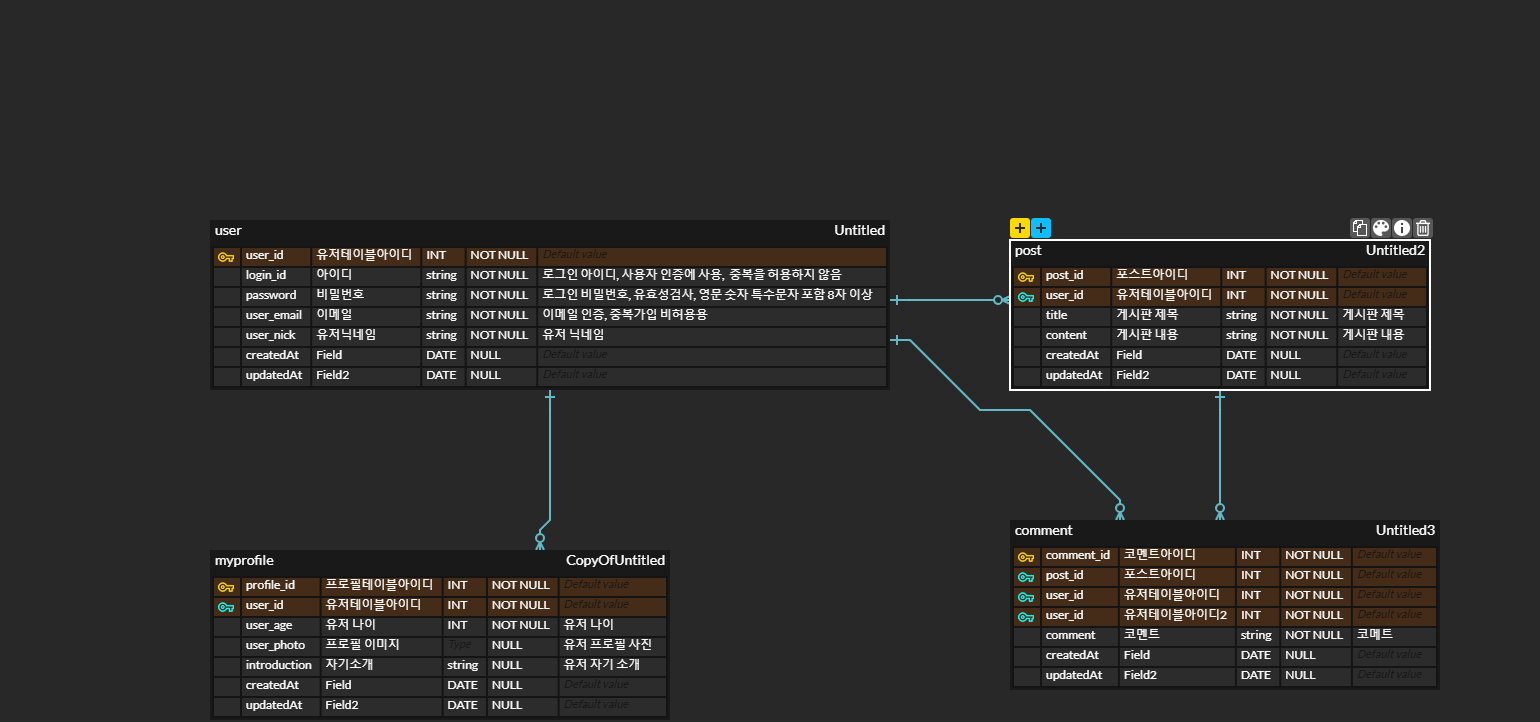 user Untitled
user_id 유저테이블아이디 INT NOT NULL Default value
login_id 아이디 string NOT NULL 로그인 아이디, 사용자 인증에 사용, 중복을 허용하지 않음
password 비밀번호 string NOT NULL 로그인 비밀번호, 유효성검사, 영문 숫자 특수문자 포함 8자 이상
user_email 이메일 string NOT NULL 이메일 인증, 중복가입 비허용용
user_nick 유저닉네임 string NOT NULL 유저 닉네임
createdAt Field DATE NULL Default value
updatedAt Field2 DATE NULL Default value
post Untitled2
post_id 포스트아이디 INT NOT NULL Default value
user_id 유저테이블아이디 INT NOT NULL Default value
title 게시판 제목 string NOT NULL 게시판 제목
content 게시판 내용 string NOT NULL 게시판 내용
createdAt Field DATE NULL Default value
updatedAt Field2 DATE NULL Default value
myprofile CopyOfUntitled
profile_id 프로필테이블아이디 INT NOT NULL Default value
user_id 유저테이블아이디 INT NOT NULL Default value
user_age 유저 나이 INT NOT NULL 유저 나이
user_photo 프로필 이미지 Type NULL 유저 프로필 사진
introduction 자기소개 string NULL 유저 자기 소개
createdAt Field DATE NULL Default value
updatedAt Field2 DATE NULL Default value
comment Untitled3
comment_id 코멘트아이디 INT NOT NULL Default value
post_id 포스트아이디 INT NOT NULL Default value
user_id 유저테이블아이디 INT NOT NULL Default value
user_id 유저테이블아이디2 INT NOT NULL Default value
comment 코멘트 string NOT NULL 코메트
createdAt Field DATE NULL Default value
updatedAt Field2 DATE NULL Default value